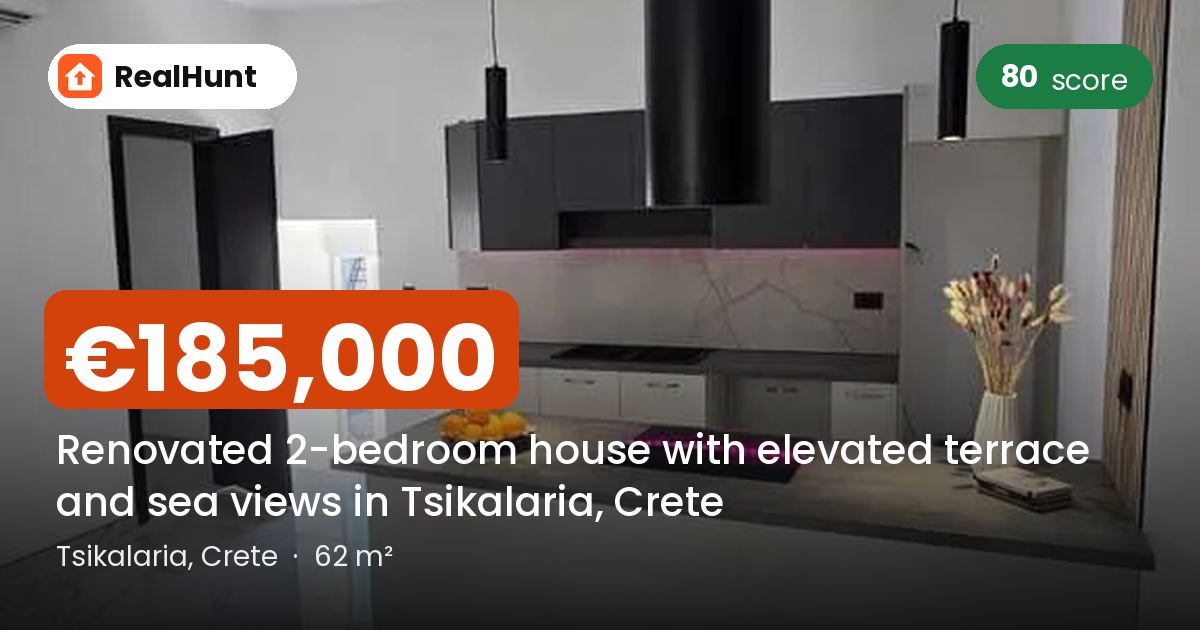 RealHunt
80 score
€185,000
Renovated 2-bedroom house with elevated terrace
and sea views in Tsikalaria, Crete
Tsikalaria, Crete · 62 m²